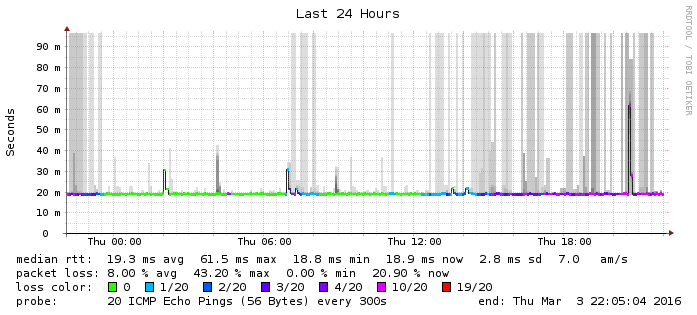 Last 24 Hours
RRDTOOL / TOBI OETIKER
Seconds
90 m
80 m
70 m
60 m
50 m
40 m
30 m
20 m
10 m
0
Thu 00:00 Thu 06:00 Thu 12:00 Thu 18:00
median rtt: 19.3 ms avg 61.5 ms max 18.8 ms min 18.9 ms now 2.8 ms sd 7.0 am/s
packet loss: 8.00 % avg 43.20 % max 0.00 % min 20.90 % now
loss color: 0 1/20 2/20 3/20 4/20 10/20 19/20
probe: 20 ICMP Echo Pings (56 Bytes) every 300s end: Thu Mar 3 22:05:04 2016